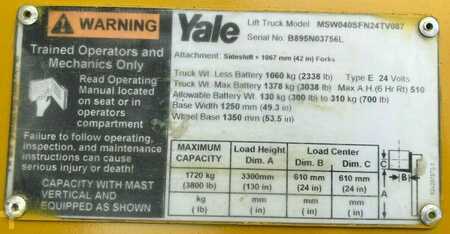 WARNING
Trained Operators and
Mechanics Only
Read Operating
Manual located
on seat or in
operators
compartment
Failure to follow operating,
inspection, and maintenance
instructions can cause
serious injury or death!
CAPACITY WITH MAST
VERTICAL AND
EQUIPPED AS SHOWN
Yale
Lift Truck Model MSW040SFN24TV087
Serial No. B895N03756L
Attachment: Sideshift + 1067 mm (42 in) Forks
Truck Wt. Less Battery 1060 kg (2338 lb) Type E 24 Volts
Truck Wt. Max Battery 1378 kg (3038 lb) Max A.H.(6 Hr Rt) 510
Allowable Battery Wt. 130 kg (300 lb) to 310 kg (700 lb)
Base Width 1250 mm (49.3 in)
Wheel Base 1350 mm (53.5 in)
MAXIMUM CAPACITY Load Height Dim. A Load Center Dim. B Dim. C
1720 kg 3300mm 610 mm 610 mm
(3800 lb) (130 in) (24 in) (24 in)
kg mm mm mm
( lb) ( in) ( in) ( in)
C
B
A